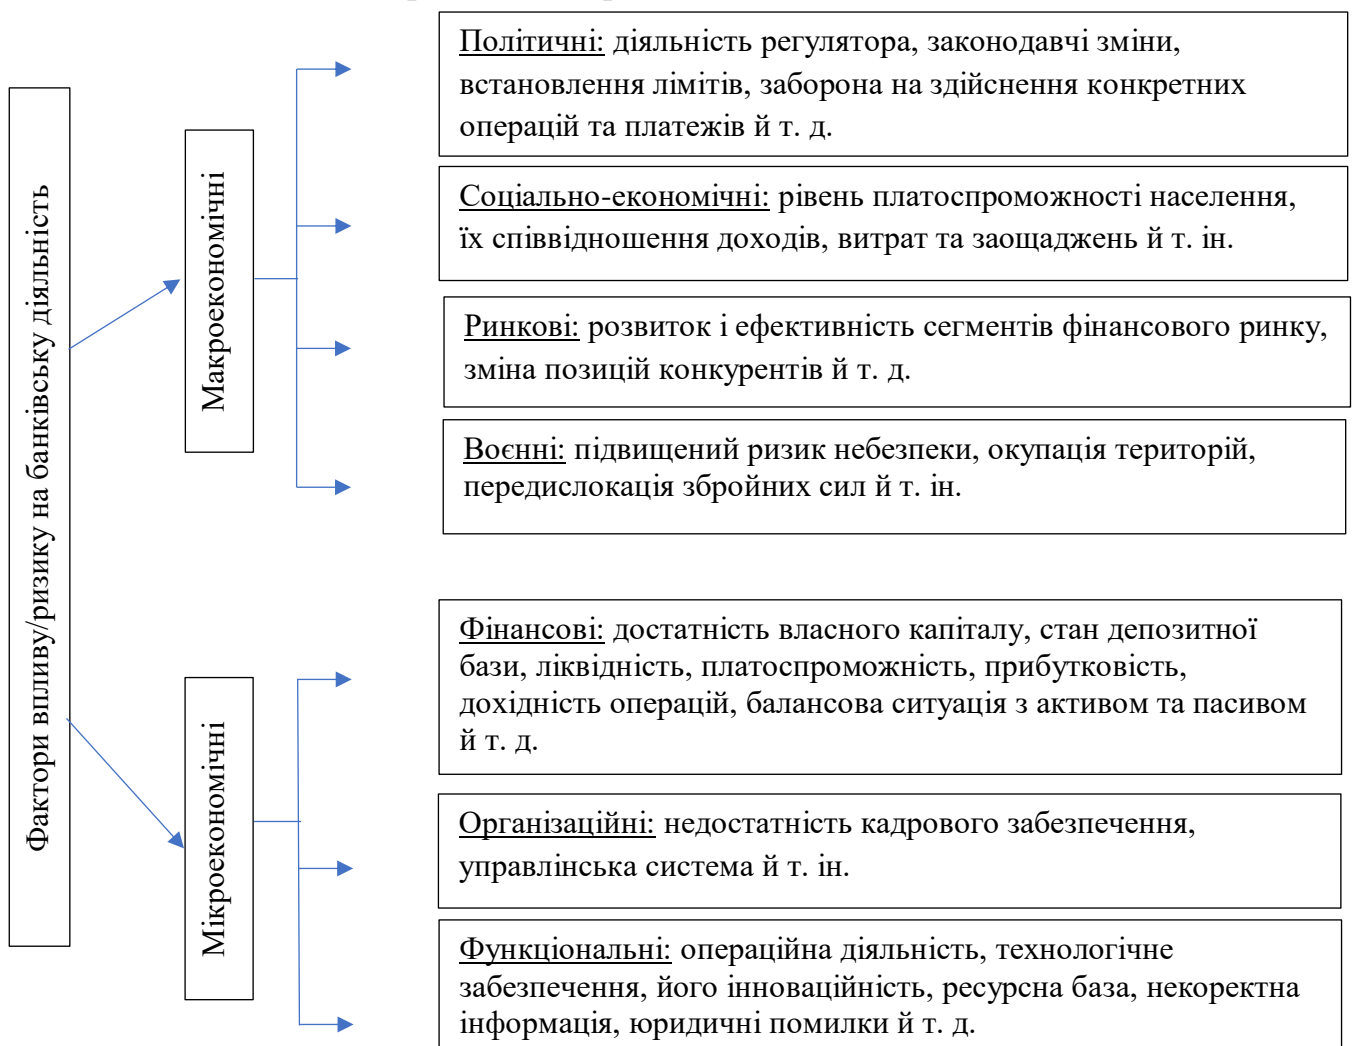 Фактори впливу/ризику на банківську діяльність
Макроекономічні
Політичні: діяльність регулятора, законодавчі зміни,
встановлення лімітів, заборона на здійснення конкретних
операцій та платежів й т. д.
Соціально-економічні: рівень платоспроможності населення,
їх співвідношення доходів, витрат та заощаджень й т. ін.
Ринкові: розвиток і ефективність сегментів фінансового ринку,
зміна позицій конкурентів й т. д.
Воєнні: підвищений ризик небезпеки, окупація територій,
передислокація збройних сил й т. ін.
Мікроекономічні
Фінансові: достатність власного капіталу, стан депозитної
бази, ліквідність, платоспроможність, прибутковість,
дохідність операцій, балансова ситуація з активом та пасивом
й т. д.
Організаційні: недостатність кадрового забезпечення,
управлінська система й т. ін.
Функціональні: операційна діяльність, технологічне
забезпечення, його інноваційність, ресурсна база, некоректна
інформація, юридичні помилки й т. д.